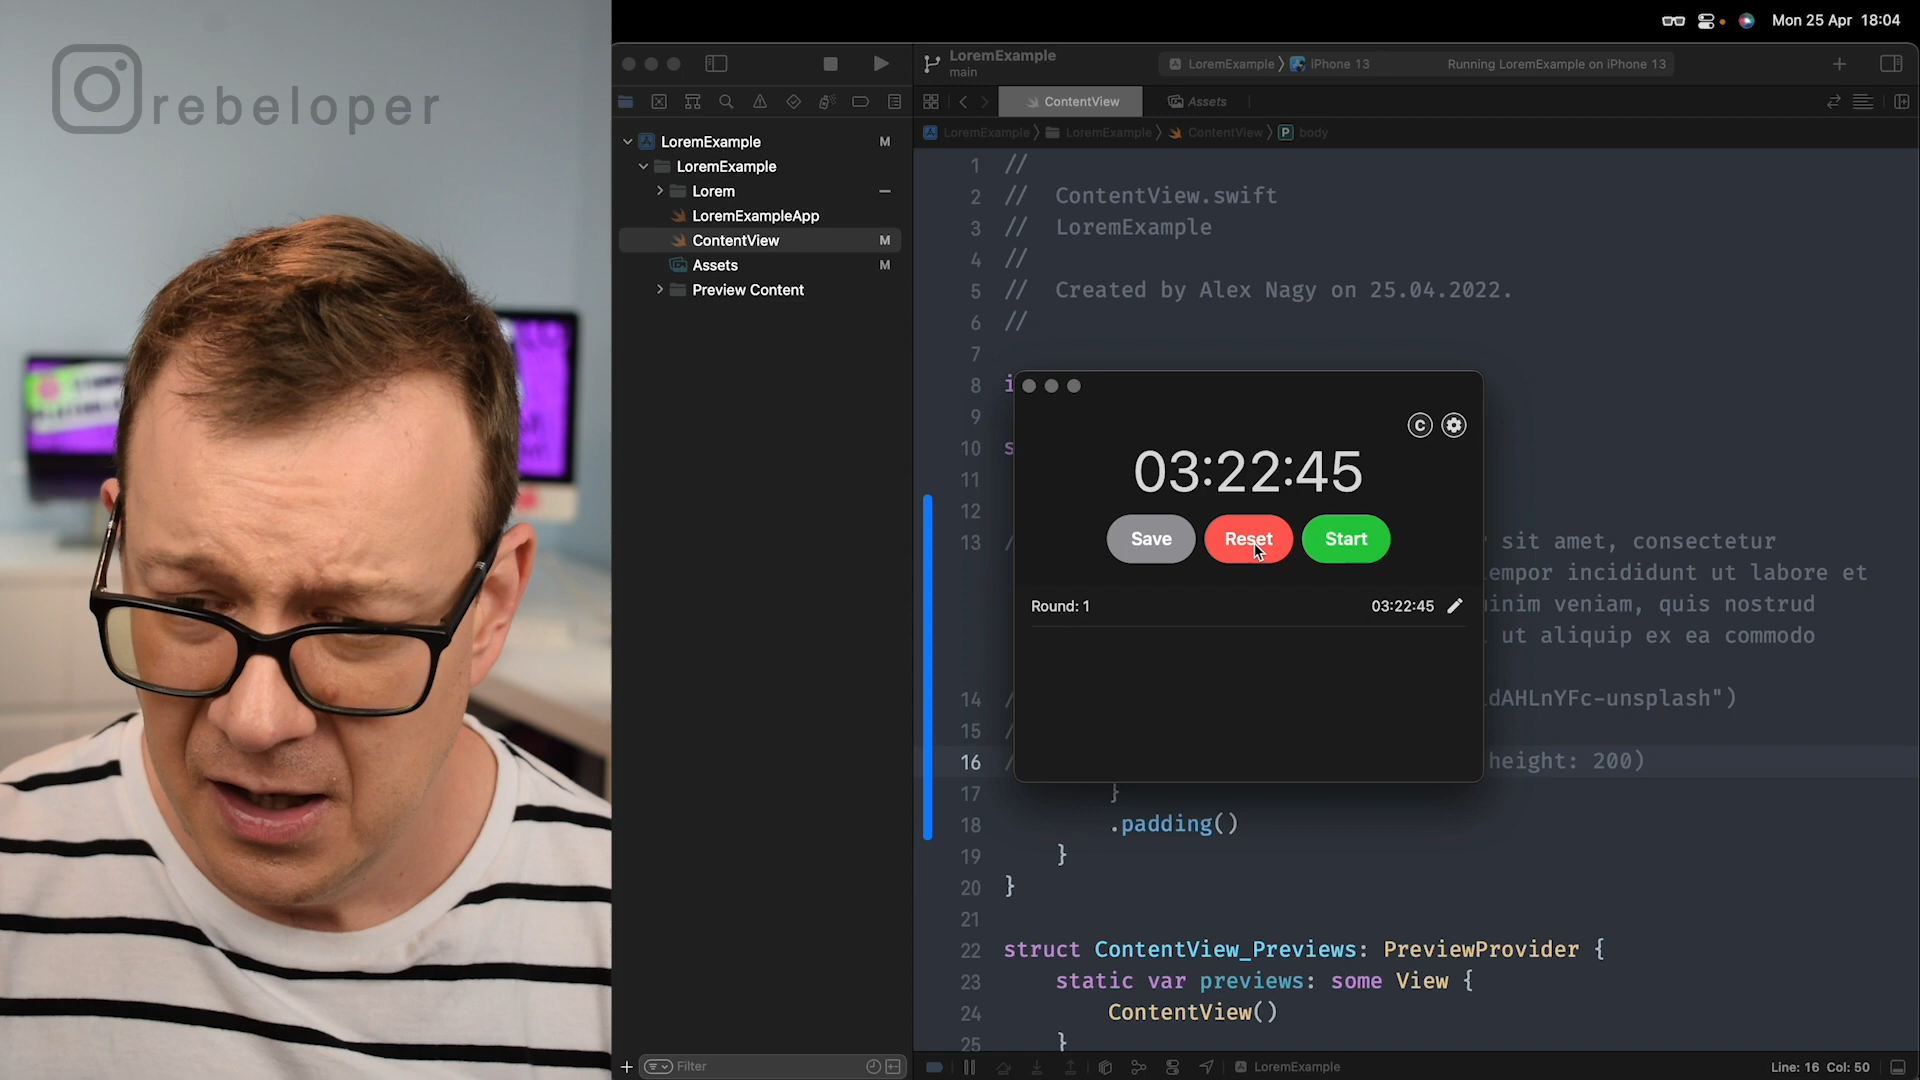 rebeloper
Mon 25 Apr 18:04
LoremExample
main
LoremExample
iPhone 13
Running LoremExample on iPhone 13
ContentView
Assets
LoremExample
LoremExample
ContentView
P
body
LoremExample
M
LoremExample
Lorem
LoremExampleApp
ContentView
M
Assets
M
Preview Content
Filter
1 //
2 // ContentView.swift
3 // LoremExample
4 //
5 // Created by Alex Nagy on 25.04.2022.
6 //
7
8 i
9
10 s
11
12
13 / sit amet, consectetur
incididunt ut labore et
veniam, quis nostrud
ut aliquip ex ea commodo
14 / dAHLnYFc-unsplash")
15 /
16 / height: 200)
17 }
18 .padding()
19 }
20 }
21
22 struct ContentView_Previews: PreviewProvider {
23 static var previews: some View {
24 ContentView()
25 }
C
03:22:45
Save
Reset
Start
Round: 1
03:22:45
LoremExample
Line: 16 Col: 50